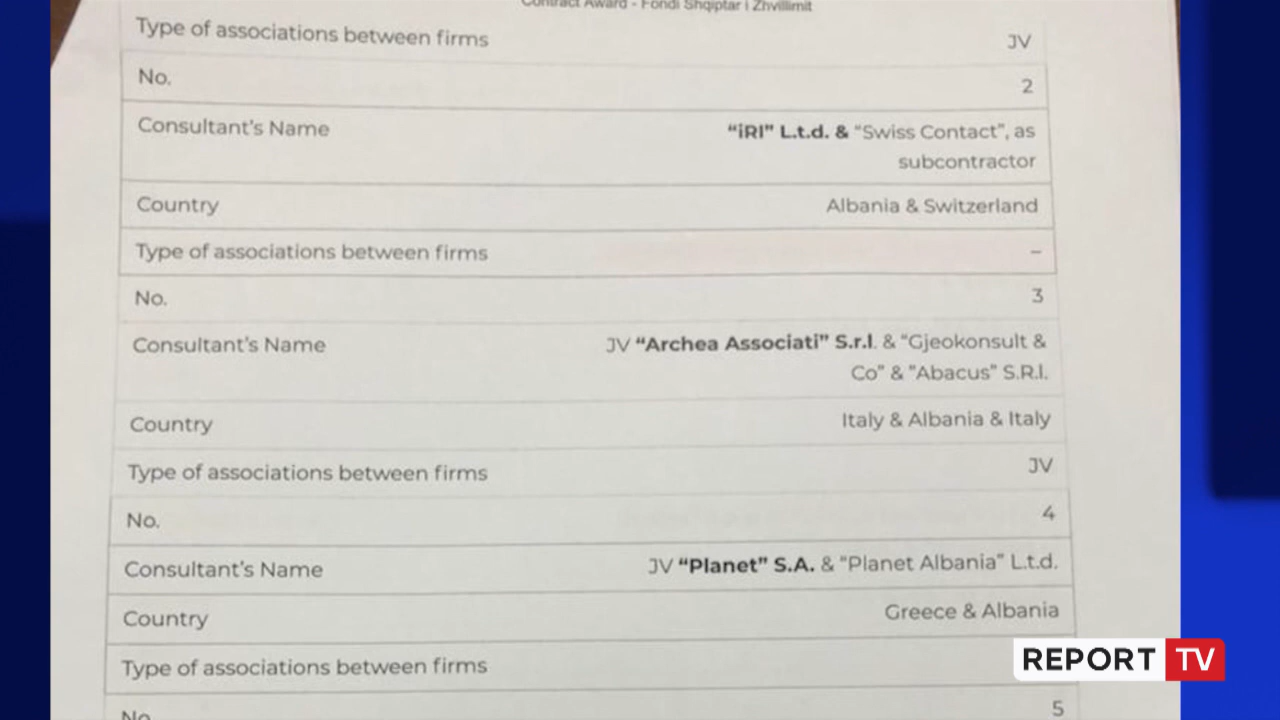 Contract Award - Fondi Shqiptar i Zhvillimit
Type of associations between firms JV
No. 2
Consultant's Name "iRI" L.t.d. & "Swiss Contact", as
subcontractor
Country Albania & Switzerland
Type of associations between firms –
No. 3
Consultant's Name JV "Archea Associati" S.r.l. & "Gjeokonsult &
Co" & "Abacus" S.R.l.
Country Italy & Albania & Italy
Type of associations between firms JV
No. 4
Consultant's Name JV "Planet" S.A. & "Planet Albania" L.t.d.
Country Greece & Albania
Type of associations between firms
No. 5
REPORT TV